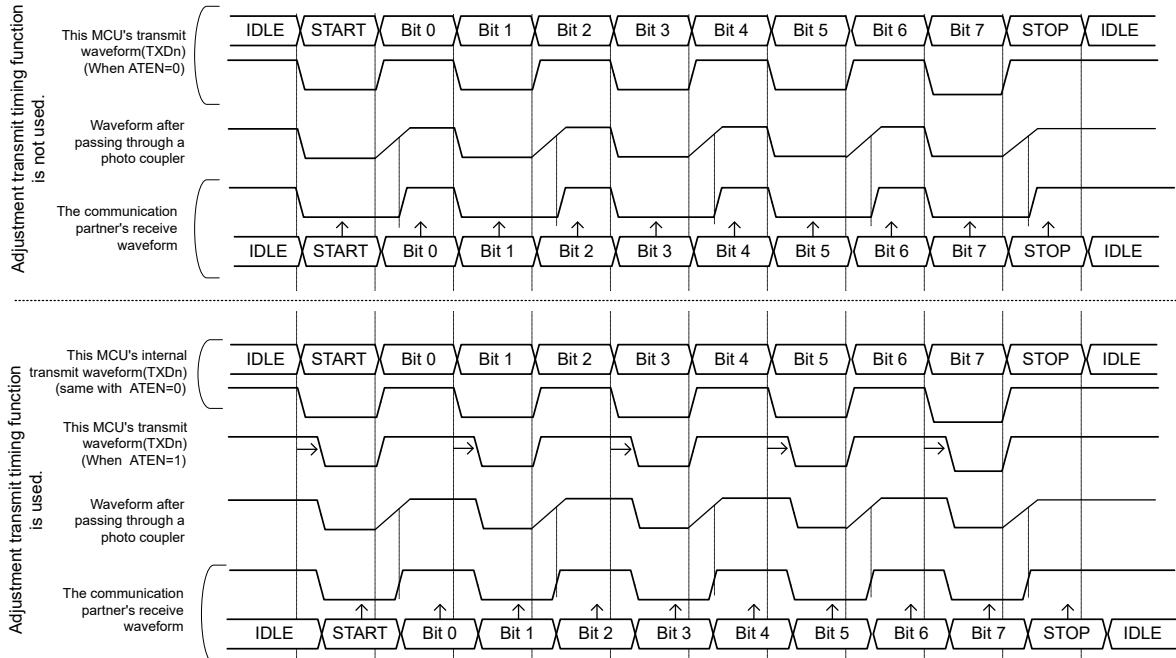 Adjustment transmit timing function
is not used.
This MCU's transmit
waveform(TXDn)
(When ATEN=0)
IDLE START Bit 0 Bit 1 Bit 2 Bit 3 Bit 4 Bit 5 Bit 6 Bit 7 STOP IDLE
Waveform after
passing through a
photo coupler
The communication
partner's receive
waveform
IDLE START Bit 0 Bit 1 Bit 2 Bit 3 Bit 4 Bit 5 Bit 6 Bit 7 STOP IDLE
Adjustment transmit timing function
is used.
This MCU's internal
transmit waveform(TXDn)
(same with ATEN=0)
IDLE START Bit 0 Bit 1 Bit 2 Bit 3 Bit 4 Bit 5 Bit 6 Bit 7 STOP IDLE
This MCU's transmit
waveform(TXDn)
(When ATEN=1)
Waveform after
passing through a
photo coupler
The communication
partner's receive
waveform
IDLE START Bit 0 Bit 1 Bit 2 Bit 3 Bit 4 Bit 5 Bit 6 Bit 7 STOP IDLE